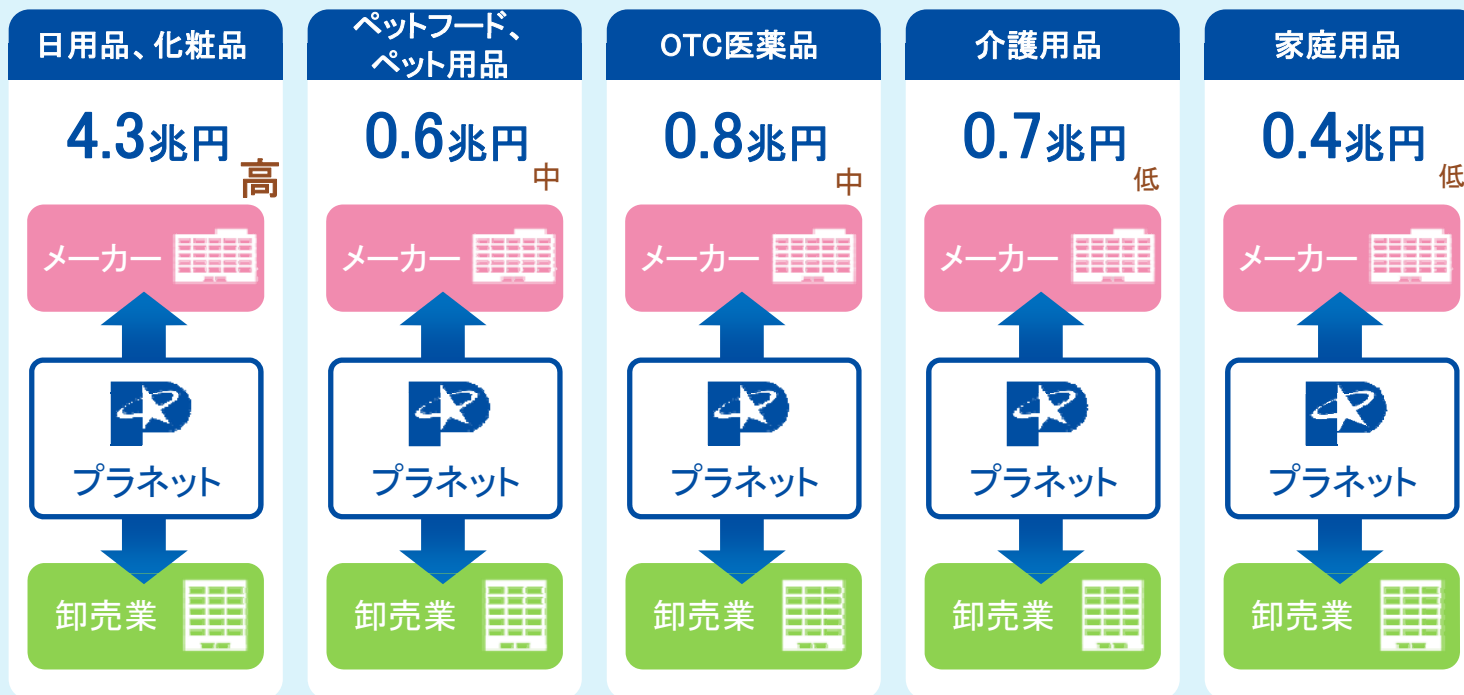 日用品、化粧品
4.3兆円
高
メーカー
プラネット
卸売業
ペットフード、
ペット用品
0.6兆円
中
メーカー
プラネット
卸売業
OTC医薬品
0.8兆円
中
メーカー
プラネット
卸売業
介護用品
0.7兆円
低
メーカー
プラネット
卸売業
家庭用品
0.4兆円
低
メーカー
プラネット
卸売業